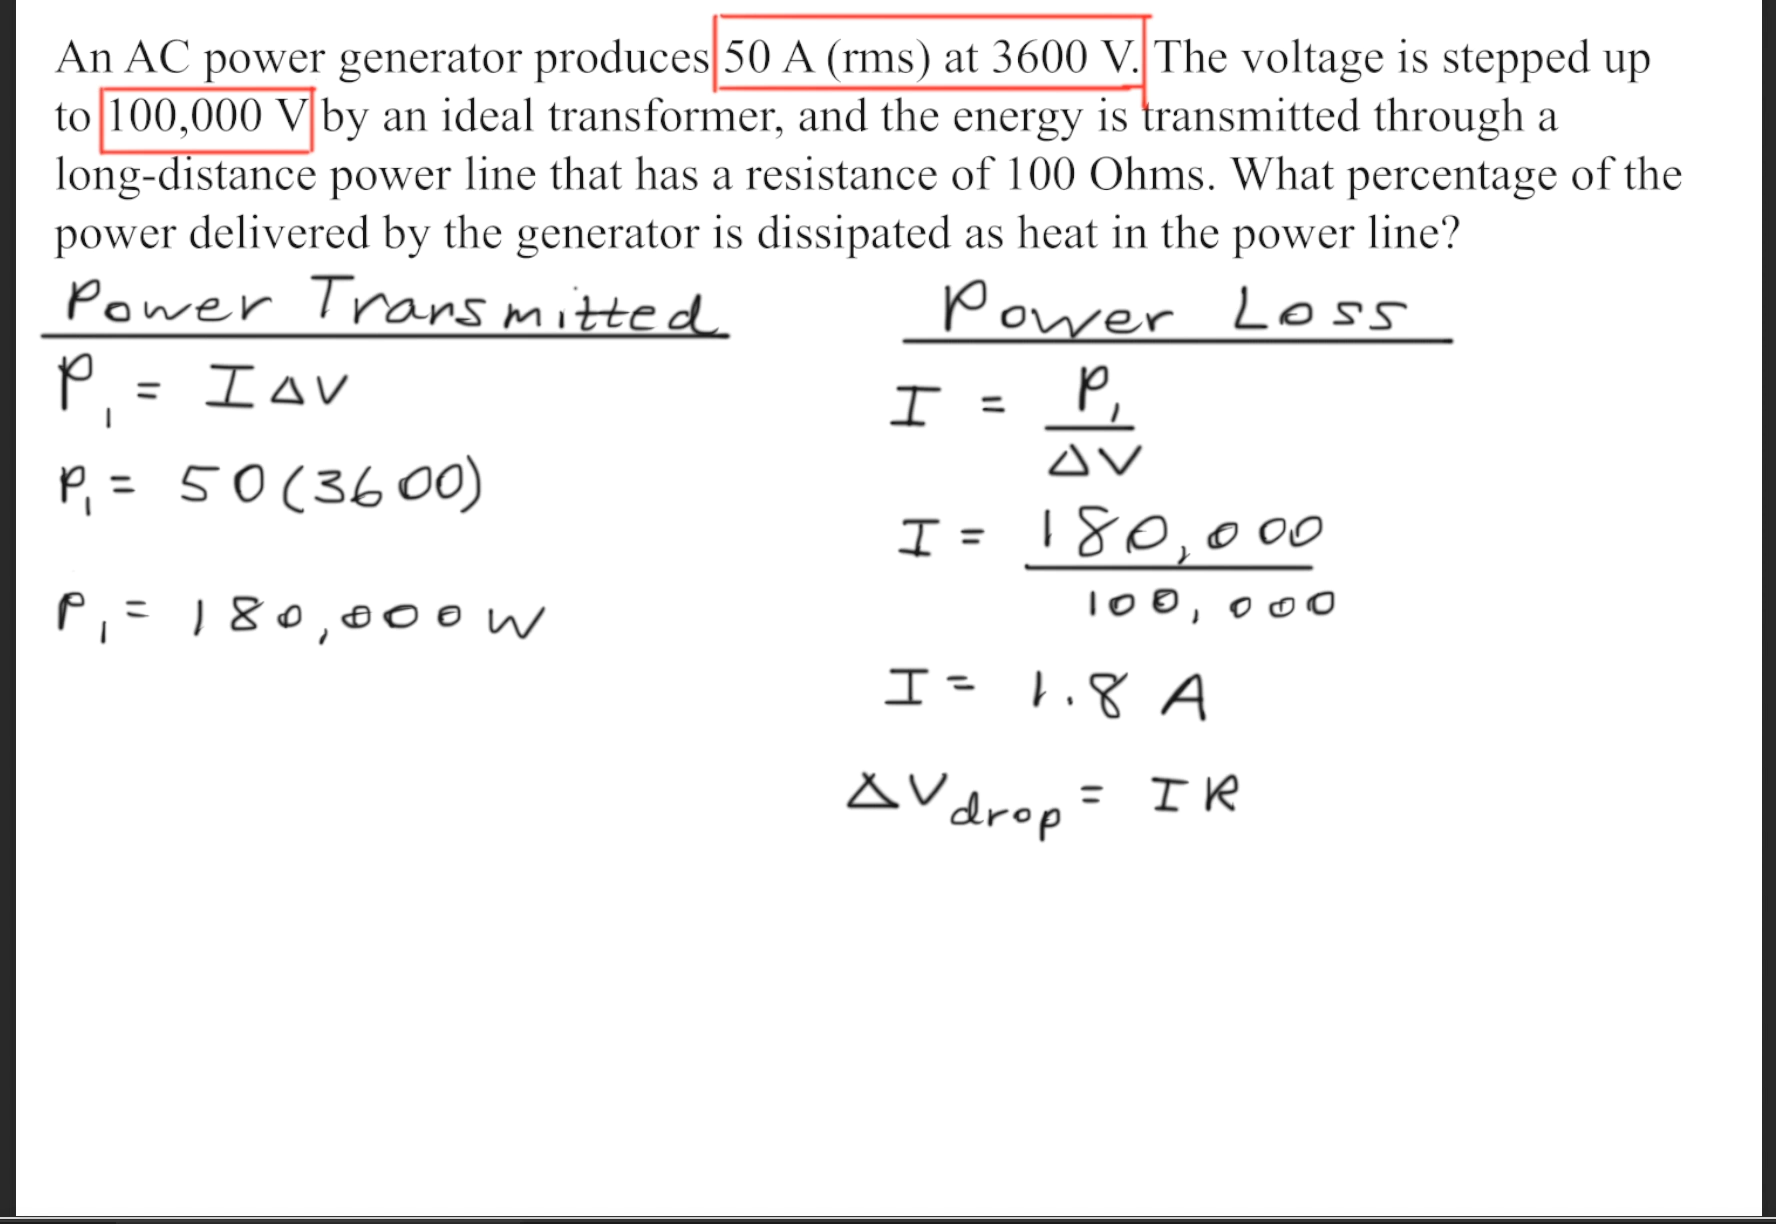 An AC power generator produces 50 A (rms) at 3600 V. The voltage is stepped up
to 100,000 V by an ideal transformer, and the energy is transmitted through a
long-distance power line that has a resistance of 100 Ohms. What percentage of the
power delivered by the generator is dissipated as heat in the power line?
Power Transmitted
P₁ = IΔV
P₁ = 50(3600)
P₁ = 180,000 W
Power Loss
I = P₁
ΔV
I = 180,000
100,000
I = 1.8 A
ΔV drop = IR